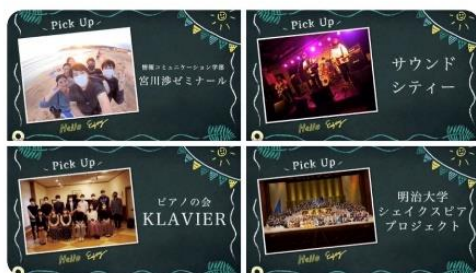 Pick Up
情報コミュニケーション学部
宮川渉ゼミナール
Hello
Pick Up
サウンド
シティー
Hello
Pick Up
ピアノの会
KLAVIER
Hello
Pick Up
明治大学
シェイクスピア
プロジェクト
Hello